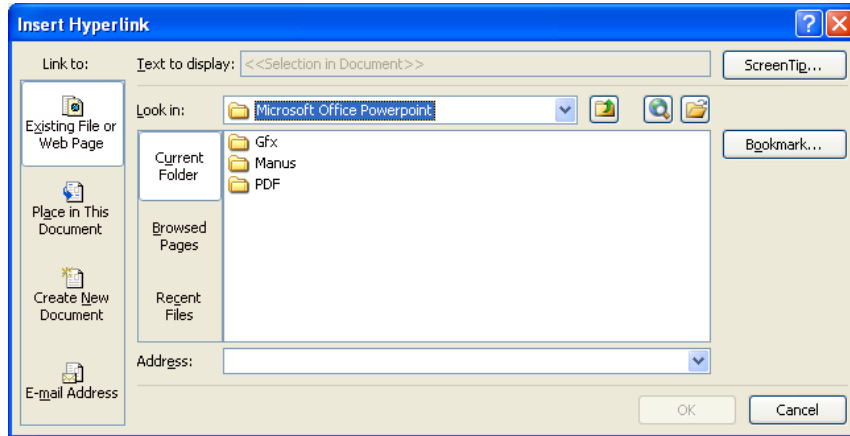 Insert Hyperlink
Link to:
Text to display: <<Selection in Document>>
ScreenTip...
Existing File or
Web Page
Look in: Microsoft Office Powerpoint
Current
Folder
Gfx
Manus
PDF
Bookmark...
Place in This
Document
Browsed
Pages
Create New
Document
Recent
Files
Address:
E-mail Address
OK
Cancel